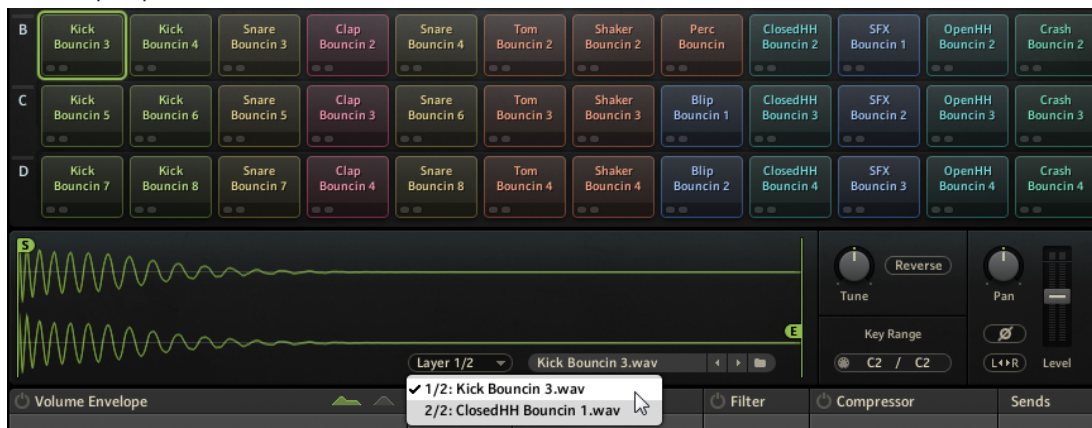 B
Kick Bouncin 3
Kick Bouncin 4
Snare Bouncin 3
Clap Bouncin 2
Snare Bouncin 4
Tom Bouncin 2
Shaker Bouncin 2
Perc Bouncin
ClosedHH Bouncin 2
SFX Bouncin 1
OpenHH Bouncin 2
Crash Bouncin 2
C
Kick Bouncin 5
Kick Bouncin 6
Snare Bouncin 5
Clap Bouncin 3
Snare Bouncin 6
Tom Bouncin 3
Shaker Bouncin 3
Blip Bouncin 1
ClosedHH Bouncin 3
SFX Bouncin 2
OpenHH Bouncin 3
Crash Bouncin 3
D
Kick Bouncin 7
Kick Bouncin 8
Snare Bouncin 7
Clap Bouncin 4
Snare Bouncin 8
Tom Bouncin 4
Shaker Bouncin 4
Blip Bouncin 2
ClosedHH Bouncin 4
SFX Bouncin 3
OpenHH Bouncin 4
Crash Bouncin 4
S
Reverse
Tune
Pan
E
Key Range
Ø
Layer 1/2
Kick Bouncin 3.wav
C2 / C2
L◂▸R
Level
✓ 1/2: Kick Bouncin 3.wav
2/2: ClosedHH Bouncin 1.wav
Volume Envelope
Filter
Compressor
Sends